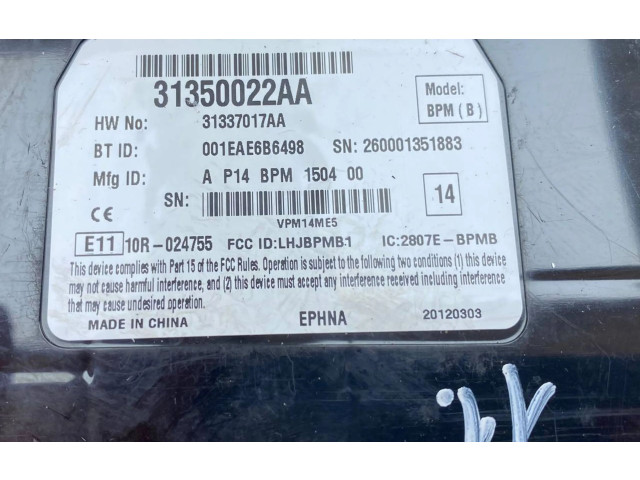 31350022AA
Model:
BPM (B)
HW No: 31337017AA
BT ID: 001EAE6B6498 SN: 260001351883
Mfg ID: A P14 BPM 1504 00
SN:
14
VPM14ME5
CE
E11 10R-024755 FCC ID:LHJBPMB1 IC:2807E-BPMB
This device complies with Part 15 of the FCC Rules. Operation is subject to the following two conditions (1) this device
may not cause harmful interference, and (2) this device must accept any interference received including interference
that may cause undesired operation.
MADE IN CHINA EPHNA 20120303